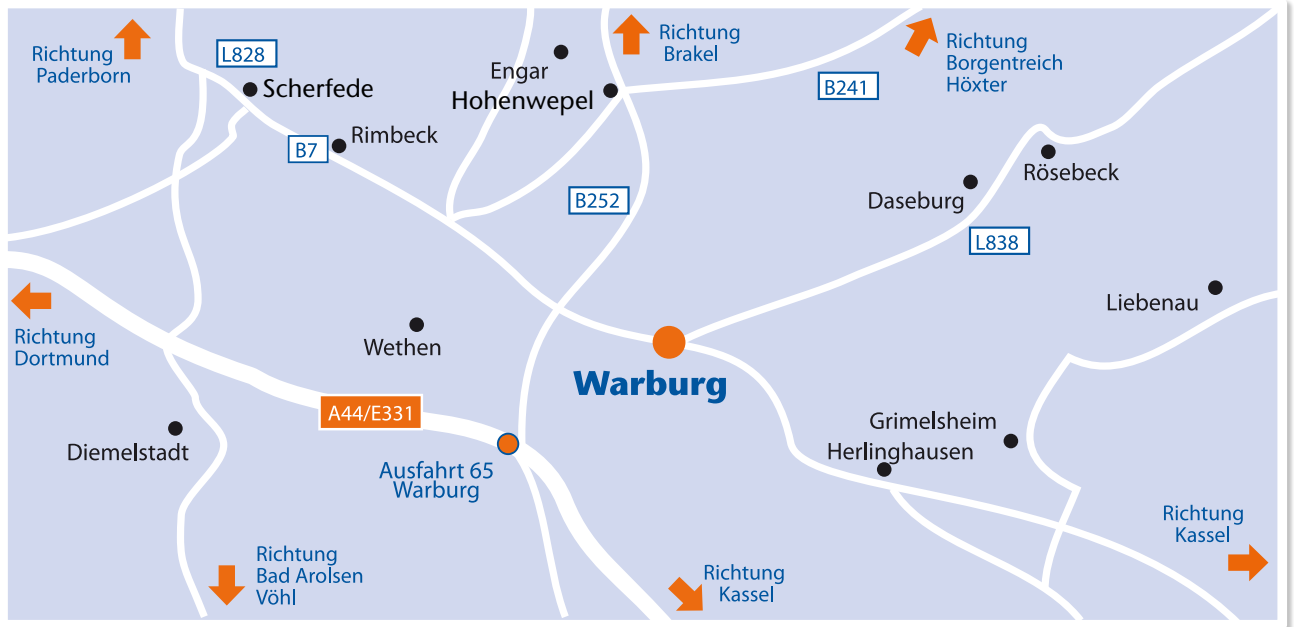 Richtung
Paderborn
L828
Scherfede
Engar
Hohenwepel
Richtung
Brakel
B241
Richtung
Borgentreich
Höxter
B7
Rimbeck
B252
Rösebeck
Daseburg
L838
Liebenau
Richtung
Dortmund
Wethen
Warburg
A44/E331
Diemelstadt
Ausfahrt 65
Warburg
Grimelsheim
Herlinghausen
Richtung
Kassel
Richtung
Bad Arolsen
Vöhl
Richtung
Kassel